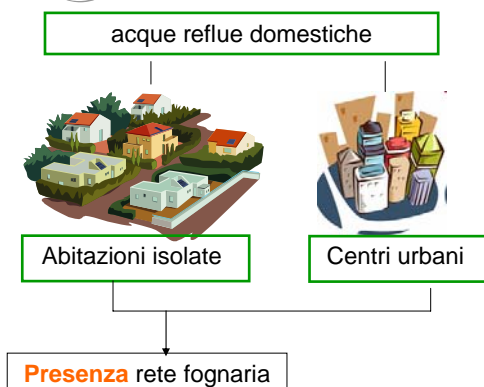 acque reflue domestiche
Abitazioni isolate
Centri urbani
Presenza rete fognaria